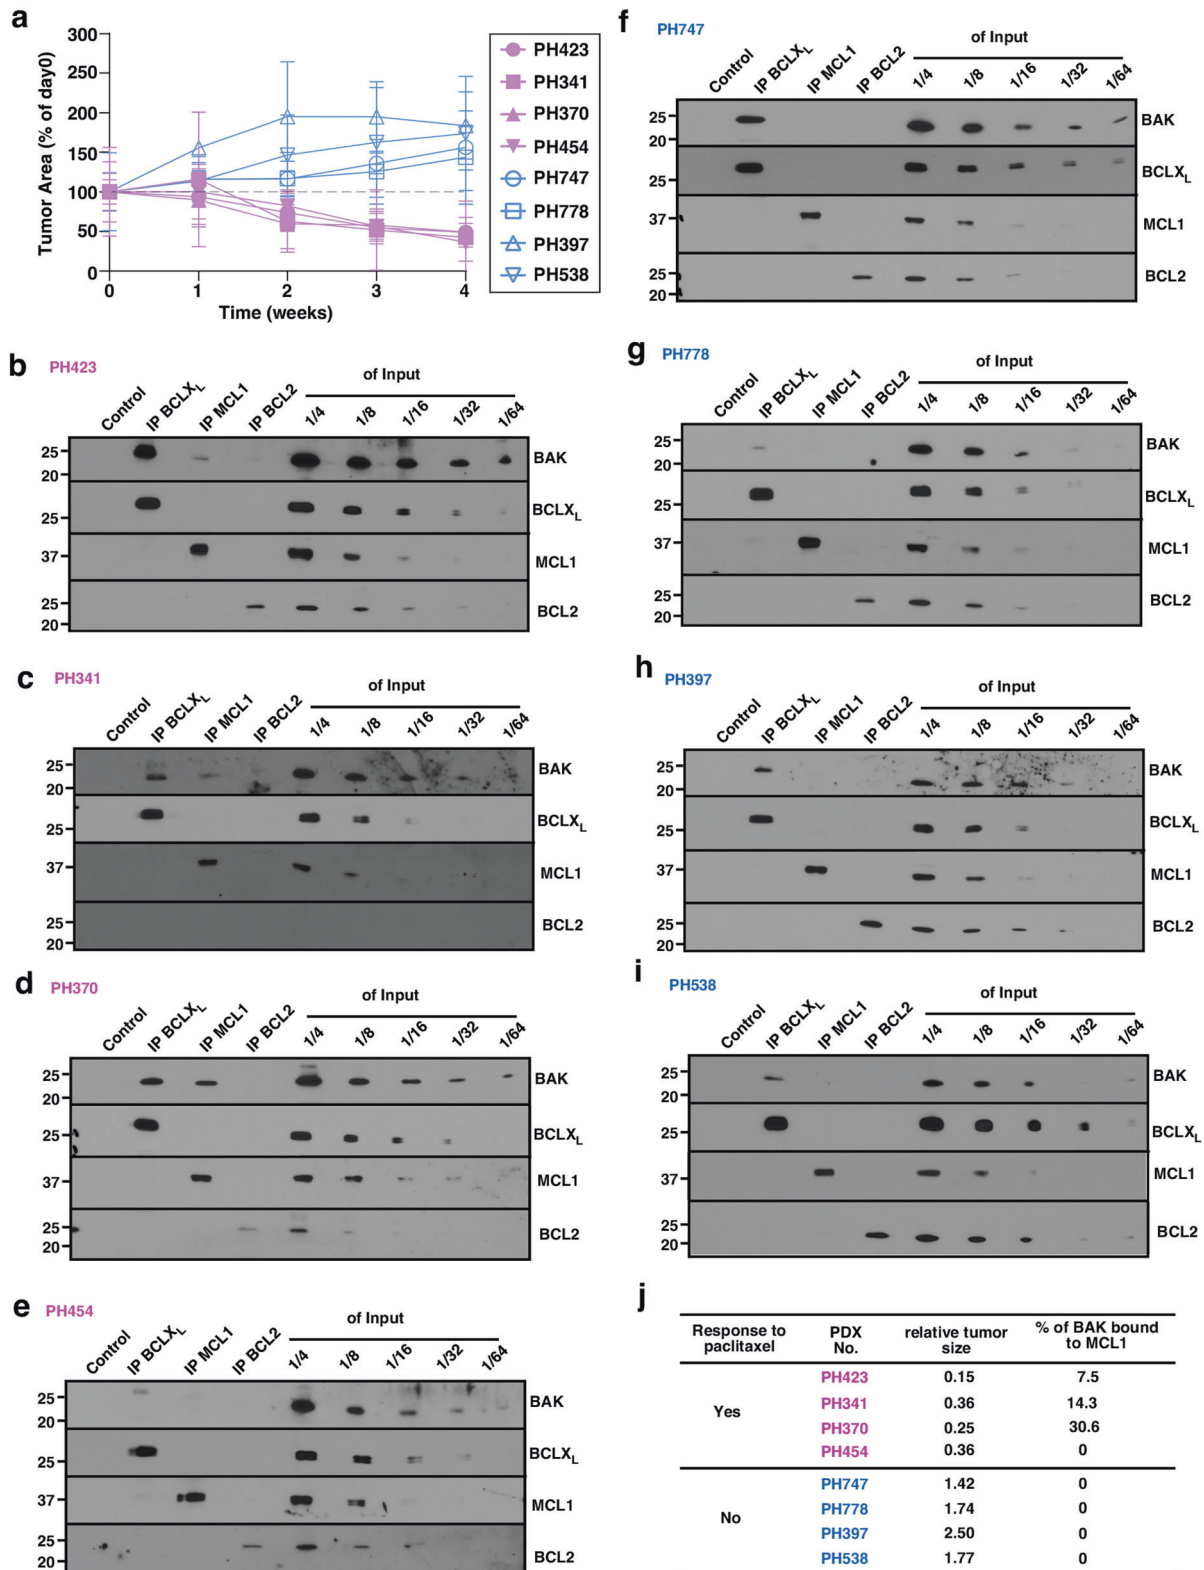 a
Tumor Area (% of day0)
300
250
200
150
100
50
0
0
1
2
3
4
Time (weeks)
PH423
PH341
PH370
PH454
PH747
PH778
PH397
PH538
b
PH423
Control
IP BCLXL
IP MCL1
IP BCL2
of Input
1/4
1/8
1/16
1/32
1/64
25
20
BAK
25
BCLXL
37
MCL1
25
20
BCL2
c
PH341
Control
IP BCLXL
IP MCL1
IP BCL2
of Input
1/4
1/8
1/16
1/32
1/64
25
20
BAK
25
BCLXL
37
MCL1
25
20
BCL2
d
PH370
Control
IP BCLXL
IP MCL1
IP BCL2
of Input
1/4
1/8
1/16
1/32
1/64
25
20
BAK
25
BCLXL
37
MCL1
25
20
BCL2
e
PH454
Control
IP BCLXL
IP MCL1
IP BCL2
of Input
1/4
1/8
1/16
1/32
1/64
25
20
BAK
25
BCLXL
37
MCL1
25
20
BCL2
f
PH747
Control
IP BCLXL
IP MCL1
IP BCL2
of Input
1/4
1/8
1/16
1/32
1/64
25
20
BAK
25
BCLXL
37
MCL1
25
20
BCL2
g
PH778
Control
IP BCLXL
IP MCL1
IP BCL2
of Input
1/4
1/8
1/16
1/32
1/64
25
20
BAK
25
BCLXL
37
MCL1
25
20
BCL2
h
PH397
Control
IP BCLXL
IP MCL1
IP BCL2
of Input
1/4
1/8
1/16
1/32
1/64
25
20
BAK
25
BCLXL
37
MCL1
25
20
BCL2
i
PH538
Control
IP BCLXL
IP MCL1
IP BCL2
of Input
1/4
1/8
1/16
1/32
1/64
25
20
BAK
25
BCLXL
37
MCL1
25
20
BCL2
j
Response to paclitaxel PDX No. relative tumor size % of BAK bound to MCL1
Yes
PH423 0.15 7.5
PH341 0.36 14.3
PH370 0.25 30.6
PH454 0.36 0
No
PH747 1.42 0
PH778 1.74 0
PH397 2.50 0
PH538 1.77 0